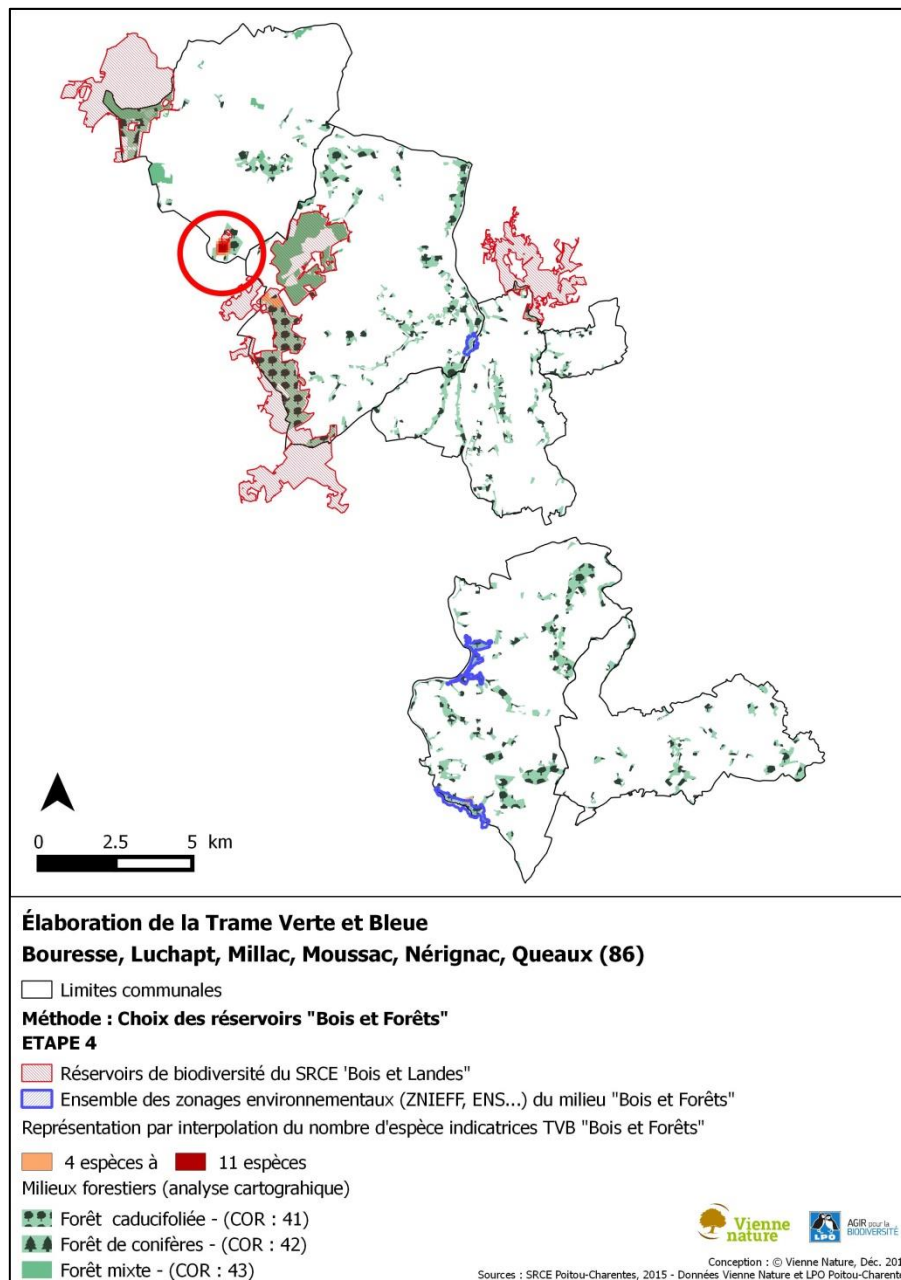 0 2.5 5 km
Élaboration de la Trame Verte et Bleue
Bouresse, Luchapt, Millac, Moussac, Nérignac, Queaux (86)
Limites communales
Méthode : Choix des réservoirs "Bois et Forêts"
ETAPE 4
Réservoirs de biodiversité du SRCE 'Bois et Landes"
Ensemble des zonages environnementaux (ZNIEFF, ENS...) du milieu "Bois et Forêts"
Représentation par interpolation du nombre d'espèce indicatrices TVB "Bois et Forêts"
4 espèces à 11 espèces
Milieux forestiers (analyse cartograhique)
Forêt caducifoliée - (COR : 41)
Forêt de conifères - (COR : 42)
Forêt mixte - (COR : 43)
Vienne
nature
LPO
AGIR pour la
BIODIVERSITÉ
Conception : © Vienne Nature, Déc. 201
Sources : SRCE Poitou-Charentes, 2015 - Données Vienne Nature et LPO Poitou-Charente